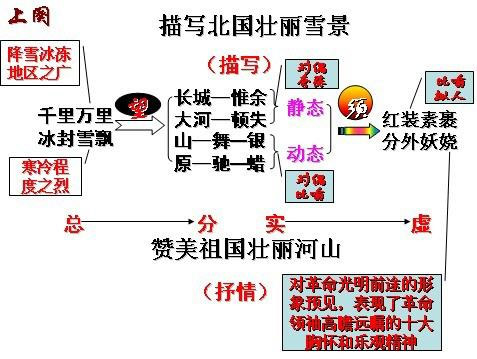 上阕
描写北国壮丽雪景
(描写)
降雪冰冻
地区之广
千里万里
冰封雪飘
寒冷程
度之烈
望
长城—惟余
大河—顿失
山—舞—银
原—驰—蜡
对偶
夸张
静态
动态
对偶
比喻
须
比喻
拟人
红装素裹
分外妖娆
总 分 实 虚
赞美祖国壮丽河山
(抒情)
对革命光明前途的形
象预见，表现了革命
领袖高瞻远瞩的十大
胸怀和乐观精神